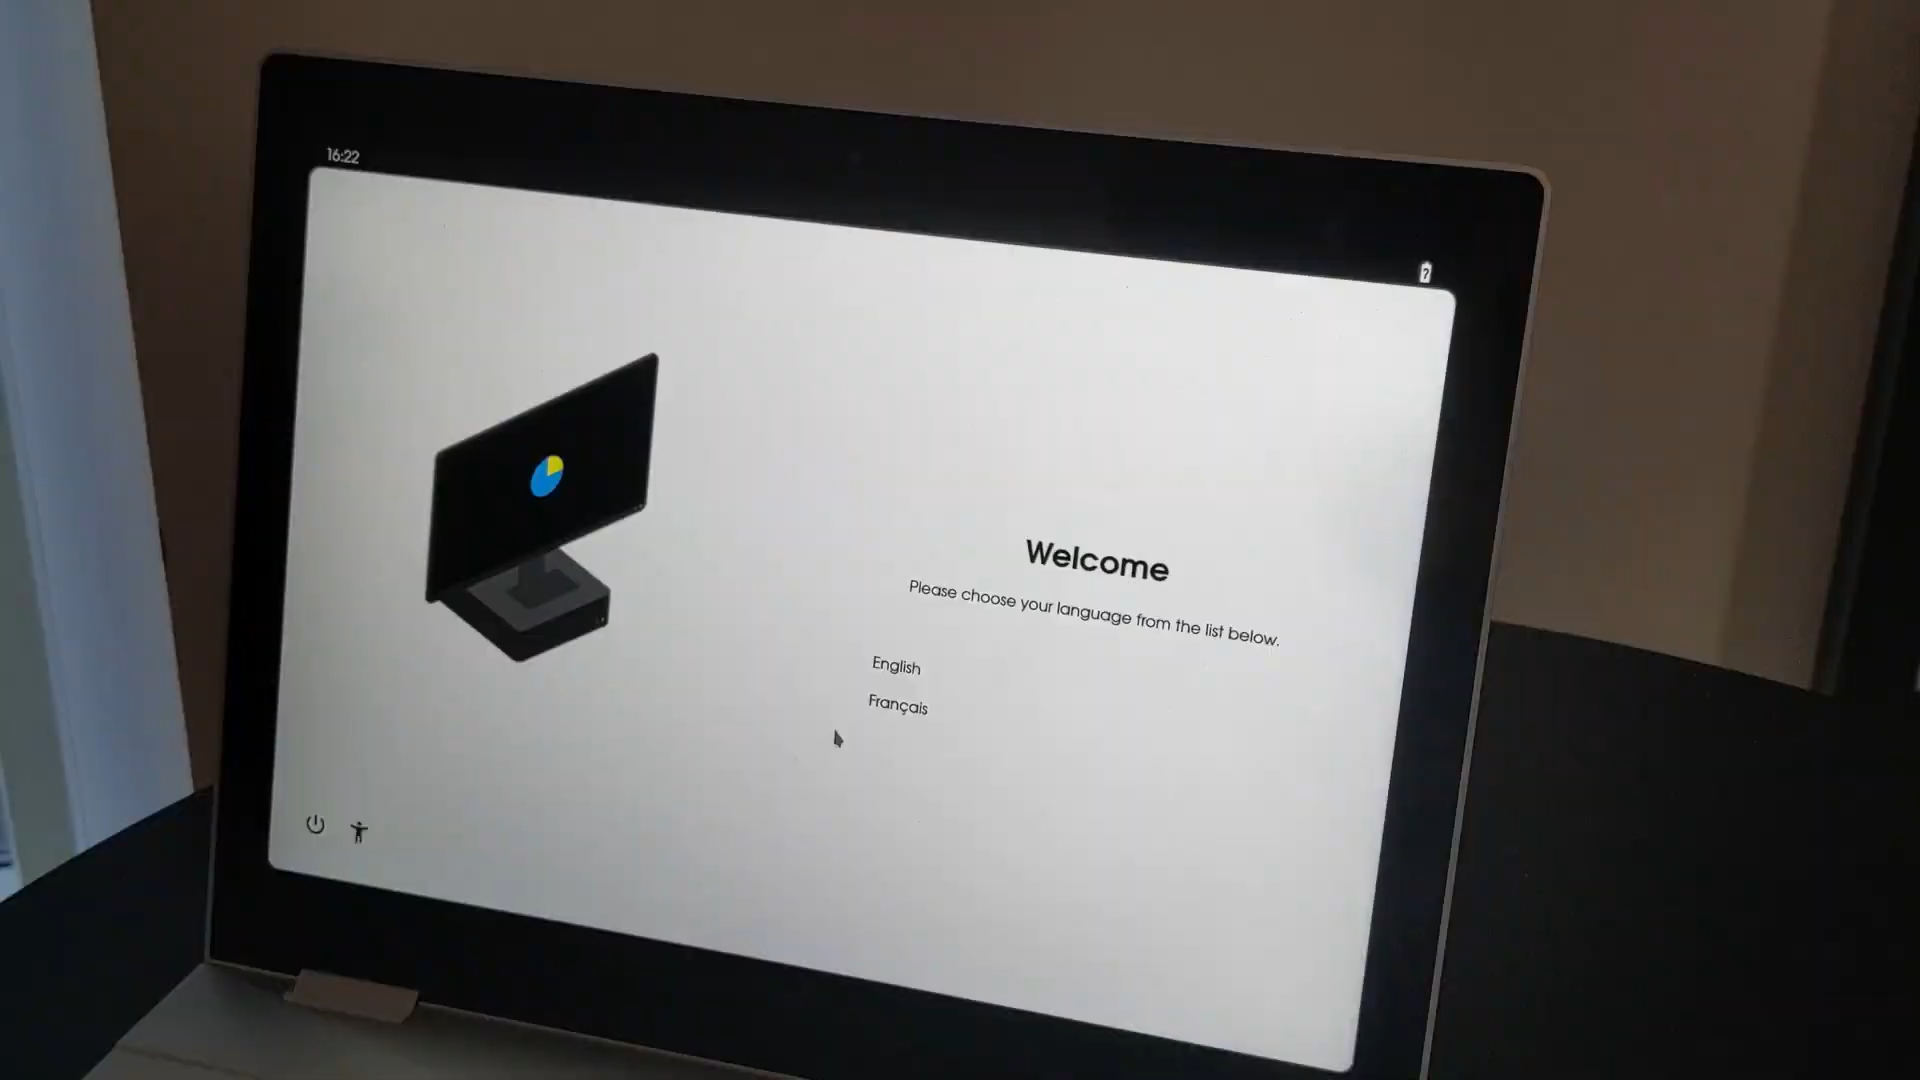 16:22
?
Welcome
Please choose your language from the list below.
English
Français